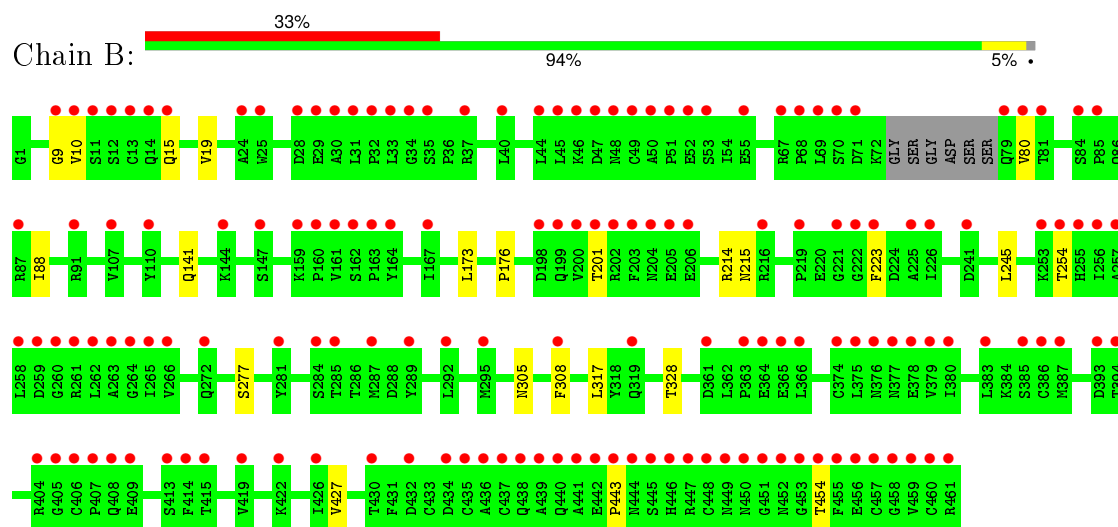 33%
Chain B:
94%
5%
G1 G9 V10 S11 S12 C13 Q14 Q15 V19 A24 W25 D28 E29 A30 L31 P32 L33 G34 S35 P36 R37 L40 L44 L45 K46 D47 N48 C49 A50 P51 E52 S53 I54 E55 R67 P68 L69 S70 D71 K72 GLY SER GLY ASP SER SER Q79 V80 T81 S84 P85 Q86
R87 I88 R91 V107 Y110 Q141 K144 S147 K159 P160 V161 S162 P163 Y164 I167 L173 P176 D198 Q199 V200 T201 R202 F203 N204 E205 E206 R214 N215 R216 P219 E220 G221 G222 F223 D224 A225 I226 D241 L245 K253 T254 H255 I256 A257
L258 D259 G260 R261 L262 A263 G264 I265 V266 Q272 S277 Y281 S284 T285 T286 M287 D288 Y289 L292 M295 N305 F308 L317 Y318 Q319 T328 D361 L362 P363 E364 E365 L366 C374 L375 N376 N377 E378 V379 I380 L383 K384 S385 C386 M387 D393 T394
R404 G405 C406 P407 Q408 E409 S413 F414 T415 V419 K422 I426 V427 T430 F431 D432 C433 D434 C435 A436 C437 Q438 A439 Q440 A441 E442 P443 N444 S445 H446 R447 C448 N449 N450 G451 N452 G453 T454 F455 E456 C457 G458 V459 C460 R461